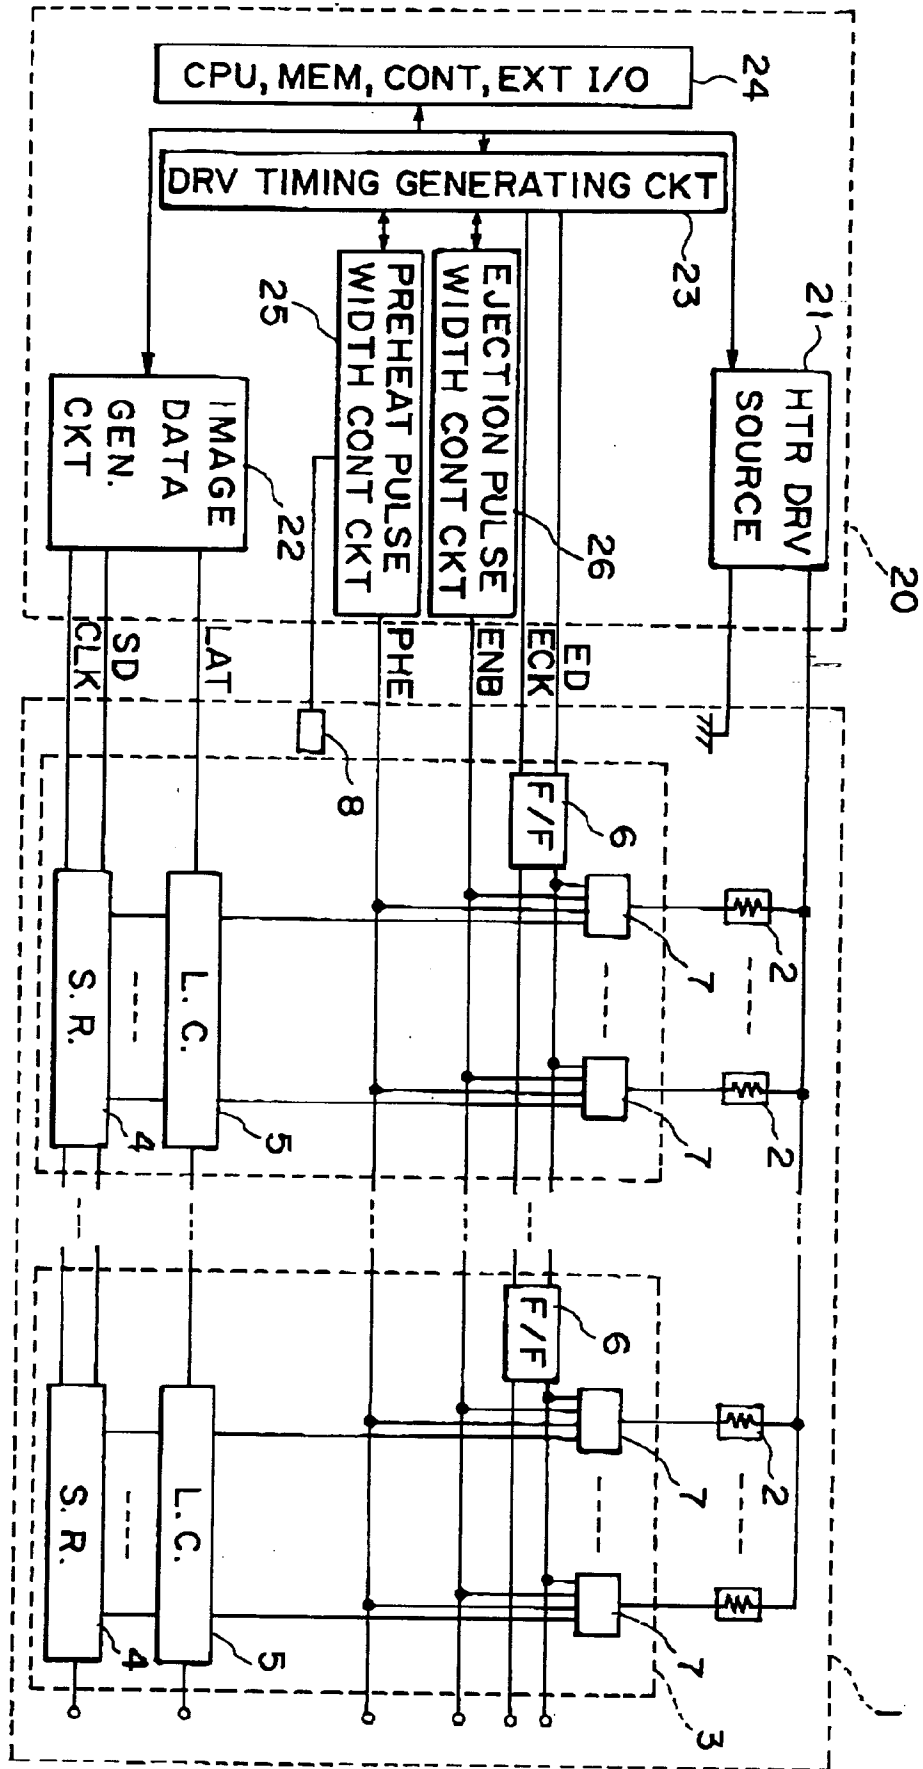 CPU, MEM, CONT, EXT I/O
24
DRV TIMING GENERATING CKT
23
25
PREHEAT PULSE
WIDTH CONT CKT
EJECTION PULSE
WIDTH CONT CKT
26
21
HTR DRV
SOURCE
20
IMAGE
DATA
GEN.
CKT
22
CLK
SD
LAT
PHE
ENB
ECK
ED
8
F/F
6
S. R.
4
L. C.
5
7
7
2
2
F/F
6
S. R.
4
L. C.
5
7
7
2
3
1